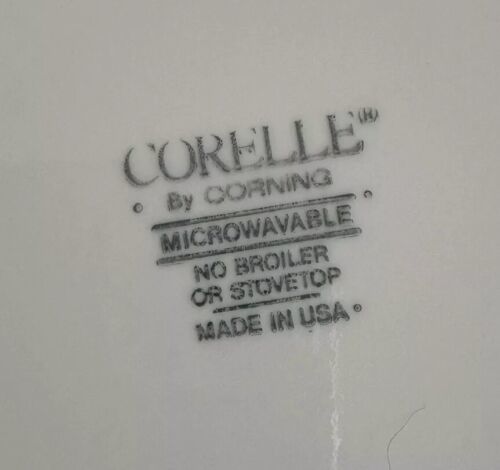 CORELLE®
By CORNING
MICROWAVABLE
NO BROILER
OR STOVETOP
MADE IN USA